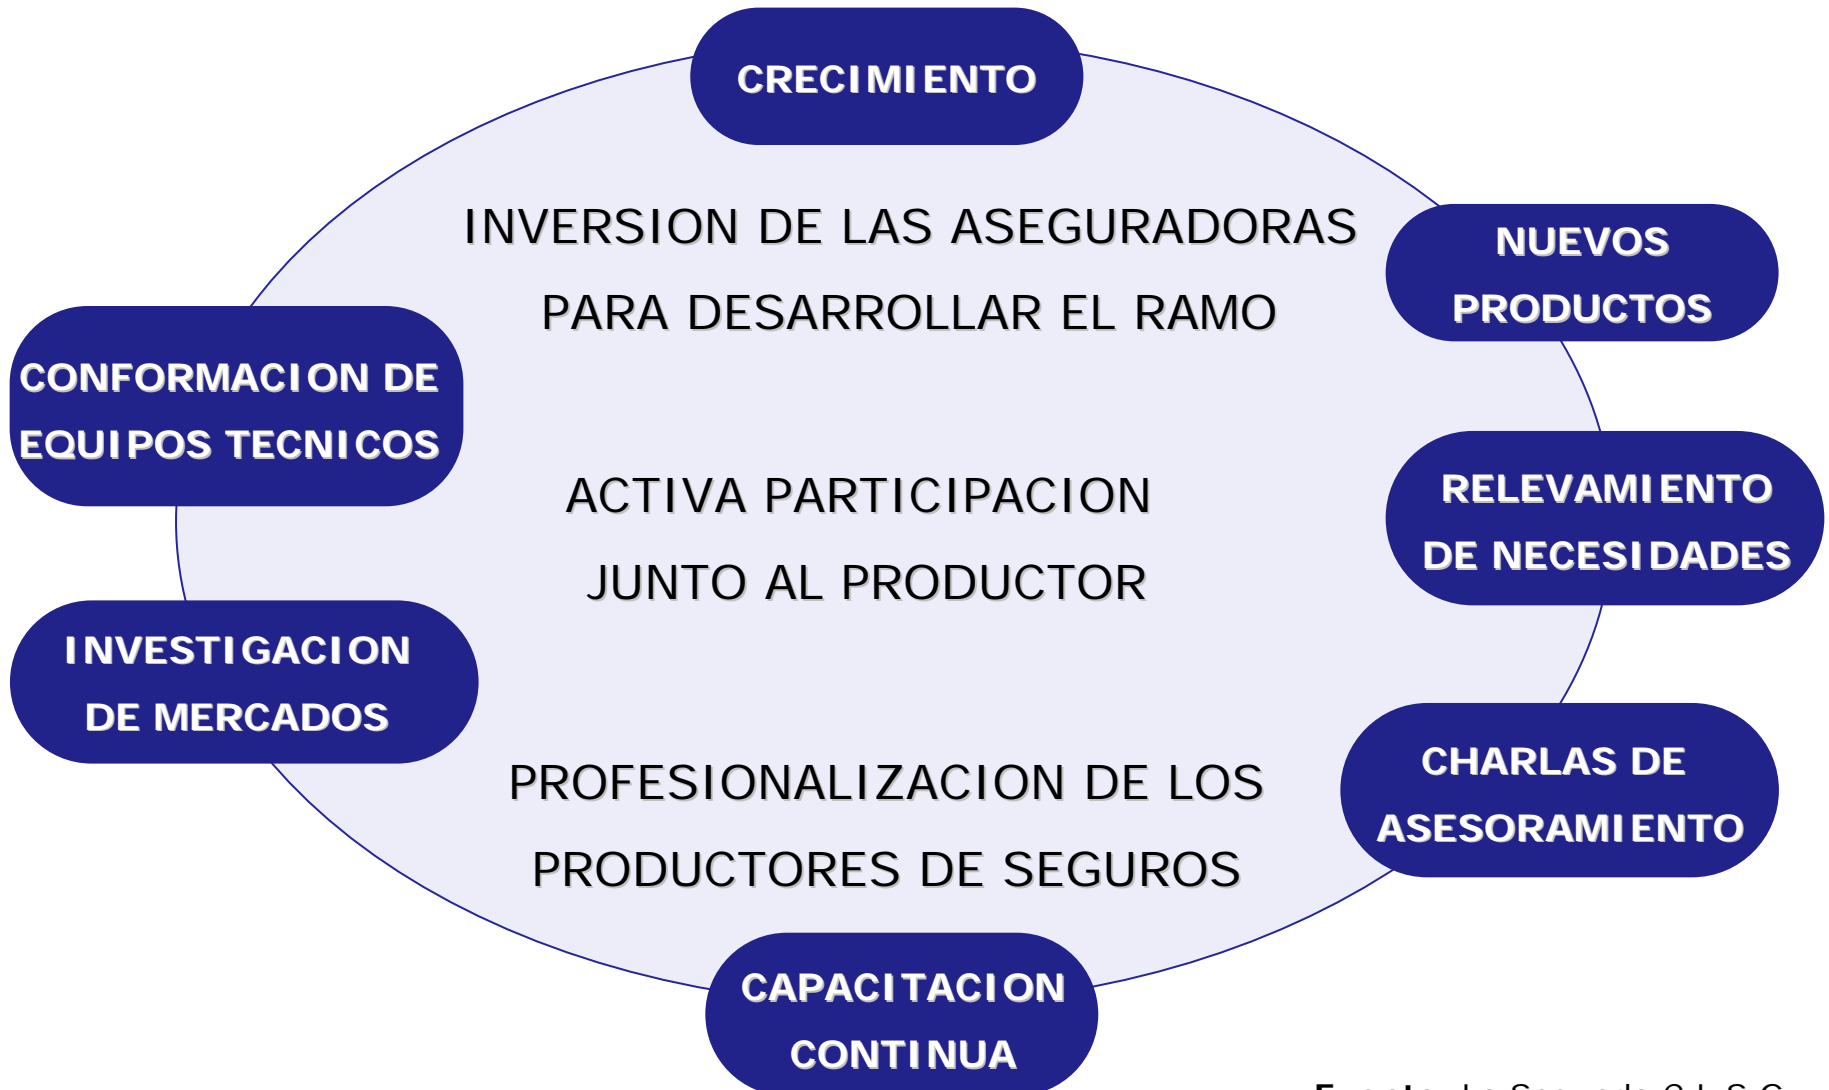 CRECIMIENTO
INVERSION DE LAS ASEGURADORAS
PARA DESARROLLAR EL RAMO
NUEVOS
PRODUCTOS
CONFORMACION DE
EQUIPOS TECNICOS
ACTIVA PARTICIPACION
JUNTO AL PRODUCTOR
RELEVAMIENTO
DE NECESIDADES
INVESTIGACION
DE MERCADOS
PROFESIONALIZACION DE LOS
PRODUCTORES DE SEGUROS
CHARLAS DE
ASESORAMIENTO
CAPACITACION
CONTINUA